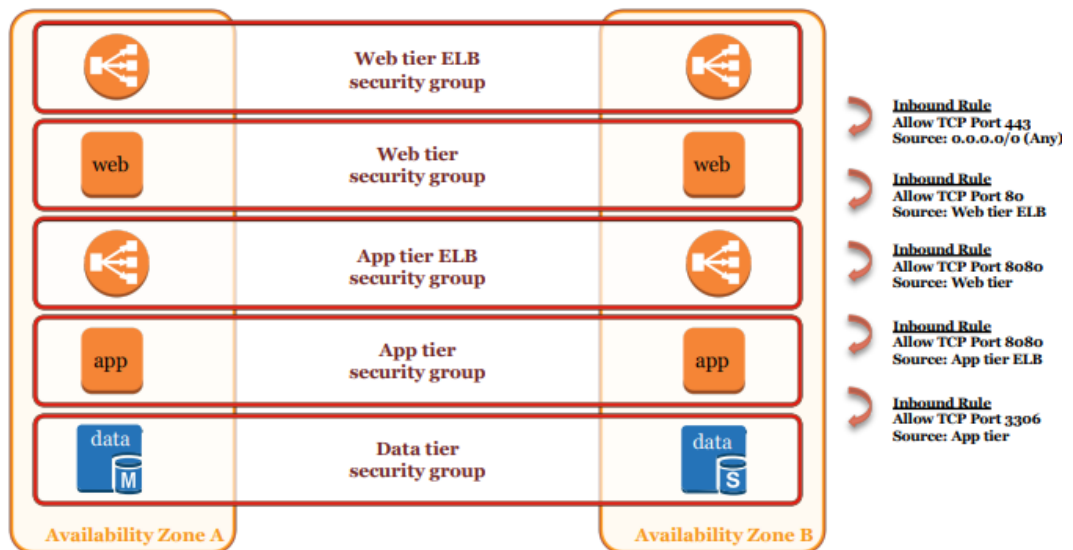 Web tier ELB
security group
Inbound Rule
Allow TCP Port 443
Source: 0.0.0.0/0 (Any)
web
Web tier
security group
web
Inbound Rule
Allow TCP Port 80
Source: Web tier ELB
App tier ELB
security group
Inbound Rule
Allow TCP Port 8080
Source: Web tier
app
App tier
security group
app
Inbound Rule
Allow TCP Port 8080
Source: App tier ELB
data
M
Data tier
security group
data
S
Inbound Rule
Allow TCP Port 3306
Source: App tier
Availability Zone A
Availability Zone B